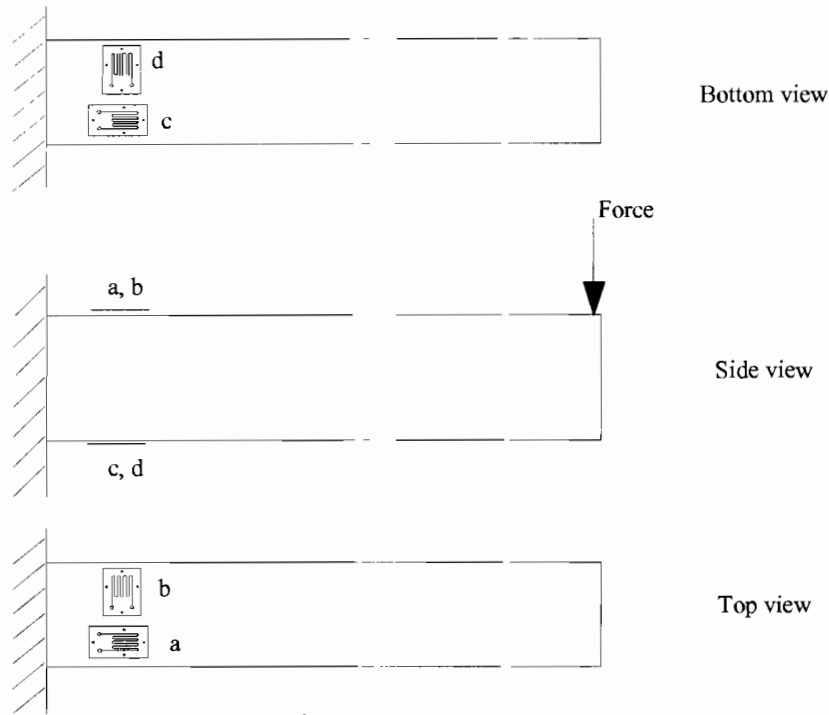 d
Bottom view
c
Force
a, b
Side view
c, d
b
Top view
a